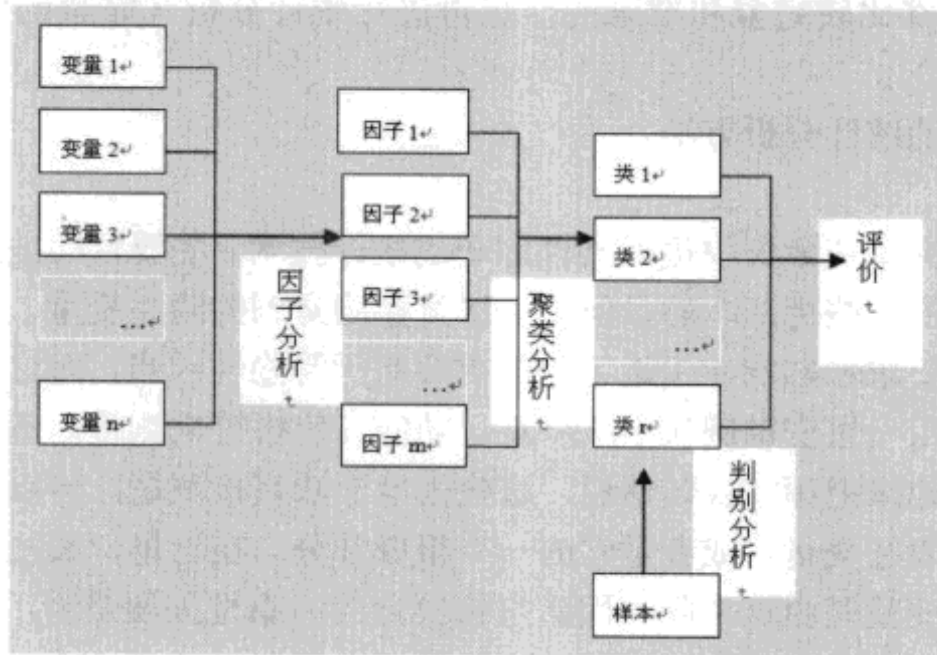 变量 1
变量 2
变量 3
…
变量 n
因子分析
因子 1
因子 2
因子 3
…
因子 m
聚类分析
类 1
类 2
…
类 r
判别分析
样本
评价